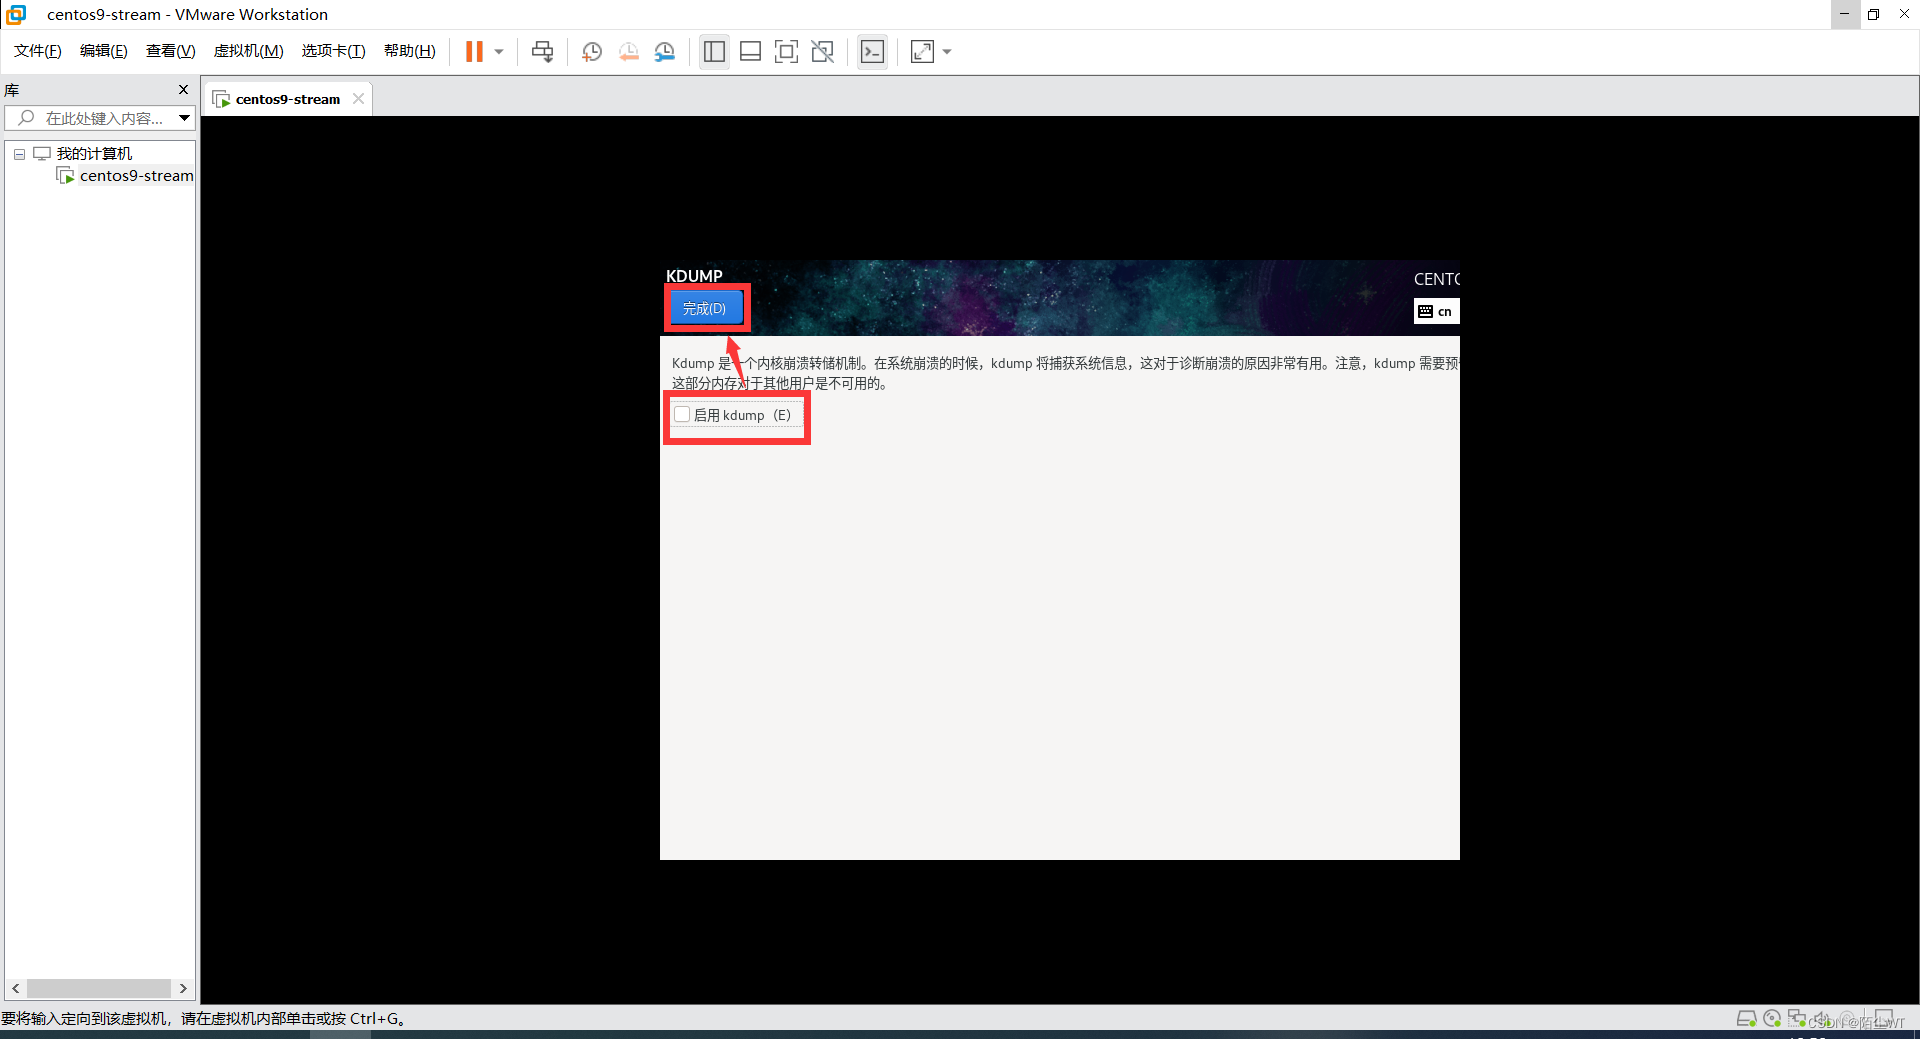 centos9-stream - VMware Workstation
文件(F) 编辑(E) 查看(V) 虚拟机(M) 选项卡(T) 帮助(H)
库
在此处键入内容...
我的计算机
centos9-stream
centos9-stream
KDUMP
完成(D)
CENTO
cn
Kdump 是一个内核崩溃转储机制。在系统崩溃的时候，kdump 将捕获系统信息，这对于诊断崩溃的原因非常有用。注意，kdump 需要预
这部分内存对于其他用户是不可用的。
启用 kdump（E）
要将输入定向到该虚拟机，请在虚拟机内部单击或按 Ctrl+G。
CSDN @陌尘WT